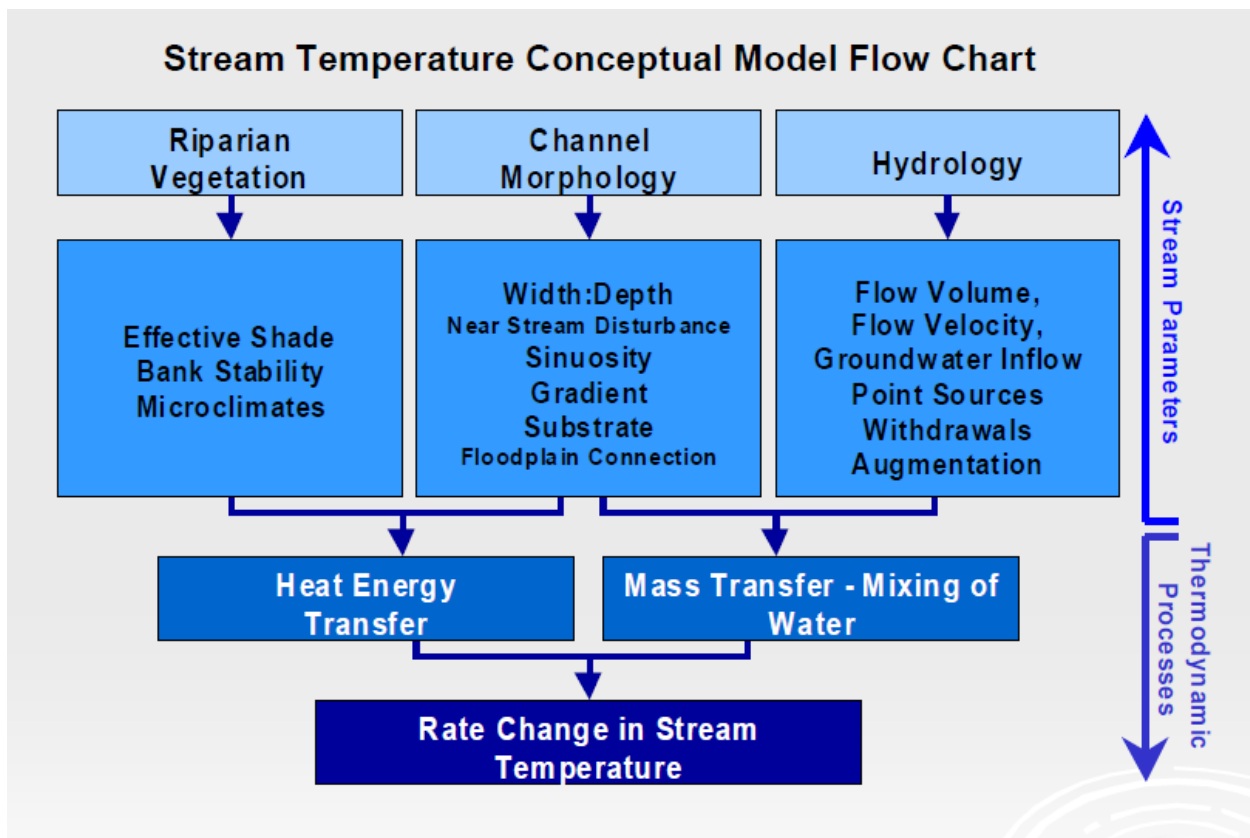 Stream Temperature Conceptual Model Flow Chart
Riparian
Vegetation
Channel
Morphology
Hydrology
Effective Shade
Bank Stability
Microclimates
Width:Depth
Near Stream Disturbance
Sinuosity
Gradient
Substrate
Floodplain Connection
Flow Volume,
Flow Velocity,
Groundwater Inflow
Point Sources
Withdrawals
Augmentation
Stream Parameters
Heat Energy
Transfer
Mass Transfer - Mixing of
Water
Thermodynamic
Processes
Rate Change in Stream
Temperature